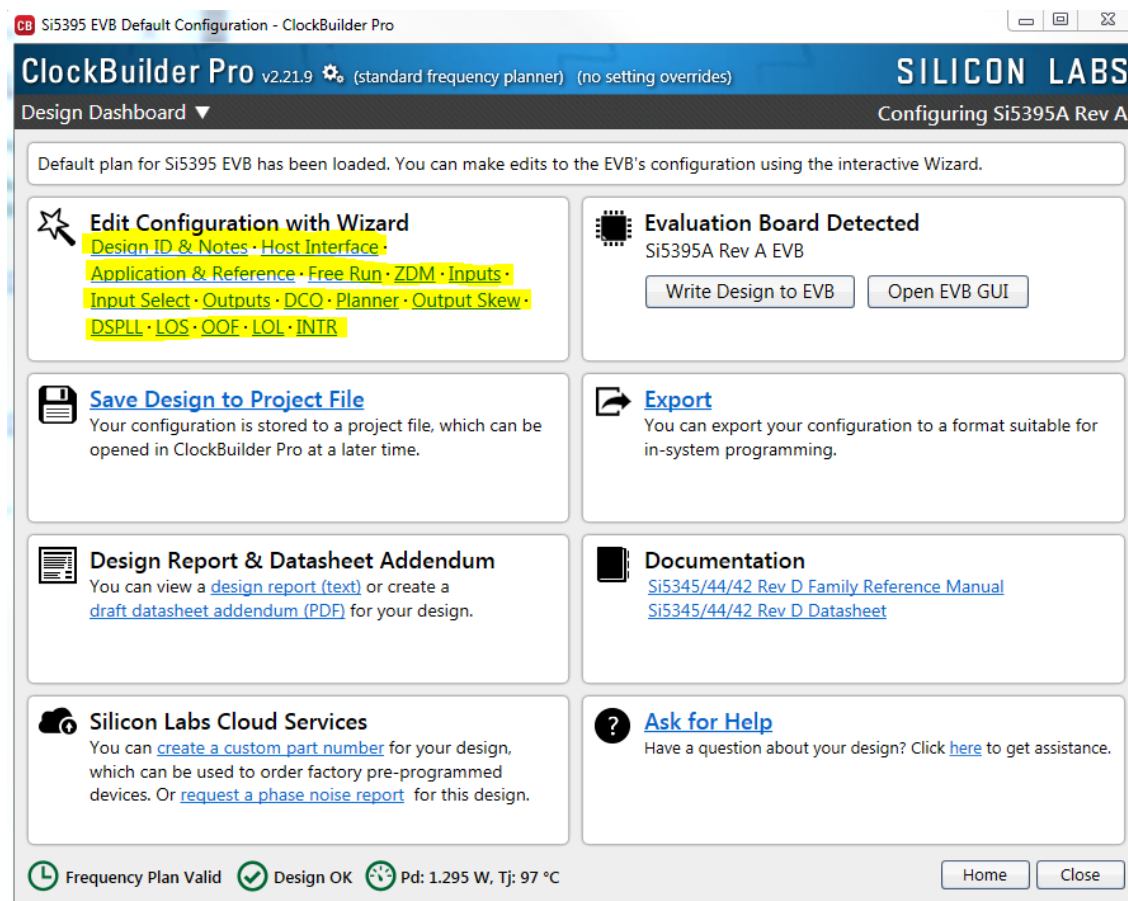 CB Si5395 EVB Default Configuration - ClockBuilder Pro
ClockBuilder Pro v2.21.9 (standard frequency planner) (no setting overrides) SILICON LABS
Design Dashboard ▼ Configuring Si5395A Rev A
Default plan for Si5395 EVB has been loaded. You can make edits to the EVB's configuration using the interactive Wizard.
Edit Configuration with Wizard
Design ID & Notes · Host Interface ·
Application & Reference · Free Run · ZDM · Inputs ·
Input Select · Outputs · DCO · Planner · Output Skew ·
DSPLL · LOS · OOF · LOL · INTR
Evaluation Board Detected
Si5395A Rev A EVB
Write Design to EVB Open EVB GUI
Save Design to Project File
Your configuration is stored to a project file, which can be
opened in ClockBuilder Pro at a later time.
Export
You can export your configuration to a format suitable for
in-system programming.
Design Report & Datasheet Addendum
You can view a design report (text) or create a
draft datasheet addendum (PDF) for your design.
Documentation
Si5345/44/42 Rev D Family Reference Manual
Si5345/44/42 Rev D Datasheet
Silicon Labs Cloud Services
You can create a custom part number for your design,
which can be used to order factory pre-programmed
devices. Or request a phase noise report for this design.
Ask for Help
Have a question about your design? Click here to get assistance.
Frequency Plan Valid Design OK Pd: 1.295 W, Tj: 97 °C Home Close